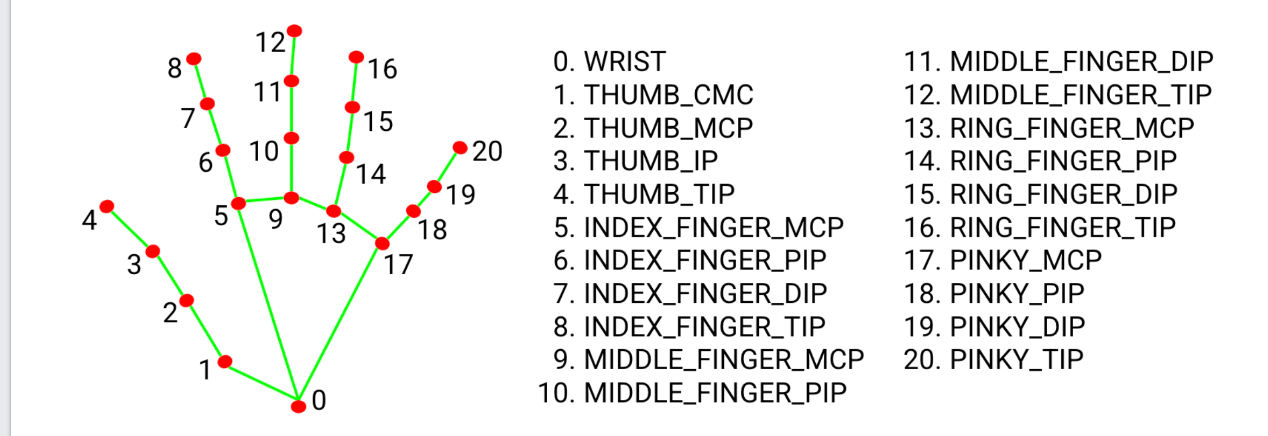 12
8
16
11
7
15
10
6
14
20
19
4
5
9
13
18
3
17
2
1
0
0. WRIST
1. THUMB_CMC
2. THUMB_MCP
3. THUMB_IP
4. THUMB_TIP
5. INDEX_FINGER_MCP
6. INDEX_FINGER_PIP
7. INDEX_FINGER_DIP
8. INDEX_FINGER_TIP
9. MIDDLE_FINGER_MCP
10. MIDDLE_FINGER_PIP
11. MIDDLE_FINGER_DIP
12. MIDDLE_FINGER_TIP
13. RING_FINGER_MCP
14. RING_FINGER_PIP
15. RING_FINGER_DIP
16. RING_FINGER_TIP
17. PINKY_MCP
18. PINKY_PIP
19. PINKY_DIP
20. PINKY_TIP